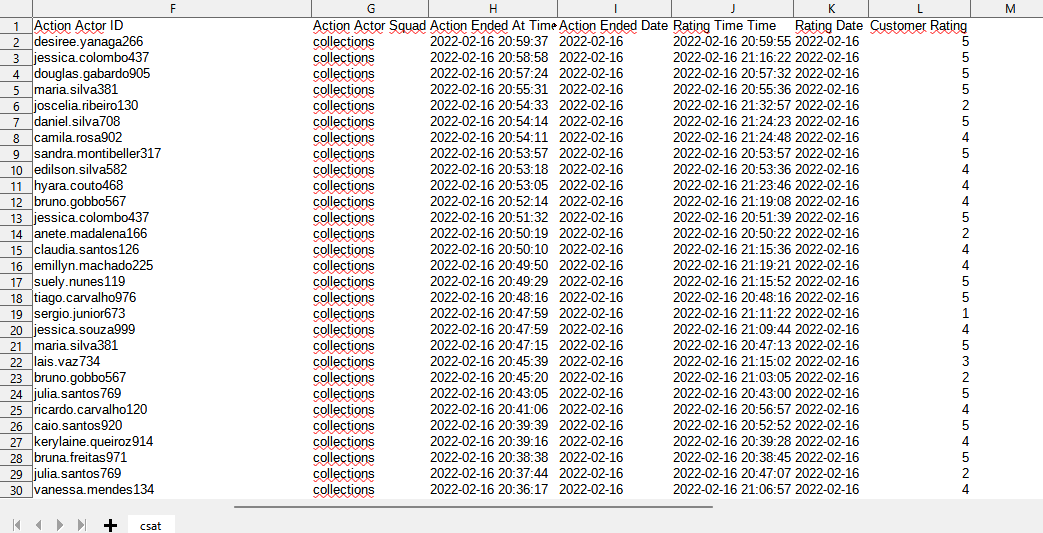 F G H I J K L M
1 Action Actor ID Action Actor Squad Action Ended At Time Action Ended Date Rating Time Time Rating Date Customer Rating
2 desiree.yanaga266 collections 2022-02-16 20:59:37 2022-02-16 2022-02-16 20:59:55 2022-02-16 5
3 jessica.colombo437 collections 2022-02-16 20:58:58 2022-02-16 2022-02-16 21:16:22 2022-02-16 5
4 douglas.gabardo905 collections 2022-02-16 20:57:24 2022-02-16 2022-02-16 20:57:32 2022-02-16 5
5 maria.silva381 collections 2022-02-16 20:55:31 2022-02-16 2022-02-16 20:55:36 2022-02-16 5
6 joscelia.ribeiro130 collections 2022-02-16 20:54:33 2022-02-16 2022-02-16 21:32:57 2022-02-16 2
7 daniel.silva708 collections 2022-02-16 20:54:14 2022-02-16 2022-02-16 21:24:23 2022-02-16 5
8 camila.rosa902 collections 2022-02-16 20:54:11 2022-02-16 2022-02-16 21:24:48 2022-02-16 4
9 sandra.montibeller317 collections 2022-02-16 20:53:57 2022-02-16 2022-02-16 20:53:57 2022-02-16 5
10 edilson.silva582 collections 2022-02-16 20:53:18 2022-02-16 2022-02-16 20:53:36 2022-02-16 4
11 hyara.couto468 collections 2022-02-16 20:53:05 2022-02-16 2022-02-16 21:23:46 2022-02-16 4
12 bruno.gobbo567 collections 2022-02-16 20:52:14 2022-02-16 2022-02-16 21:19:08 2022-02-16 4
13 jessica.colombo437 collections 2022-02-16 20:51:32 2022-02-16 2022-02-16 20:51:39 2022-02-16 5
14 anete.madalena166 collections 2022-02-16 20:50:19 2022-02-16 2022-02-16 20:50:22 2022-02-16 2
15 claudia.santos126 collections 2022-02-16 20:50:10 2022-02-16 2022-02-16 21:15:36 2022-02-16 4
16 emillyn.machado225 collections 2022-02-16 20:49:50 2022-02-16 2022-02-16 21:19:21 2022-02-16 4
17 suely.nunes119 collections 2022-02-16 20:49:29 2022-02-16 2022-02-16 21:15:52 2022-02-16 5
18 tiago.carvalho976 collections 2022-02-16 20:48:16 2022-02-16 2022-02-16 20:48:16 2022-02-16 5
19 sergio.junior673 collections 2022-02-16 20:47:59 2022-02-16 2022-02-16 21:11:22 2022-02-16 1
20 jessica.souza999 collections 2022-02-16 20:47:59 2022-02-16 2022-02-16 21:09:44 2022-02-16 4
21 maria.silva381 collections 2022-02-16 20:47:15 2022-02-16 2022-02-16 20:47:13 2022-02-16 5
22 lais.vaz734 collections 2022-02-16 20:45:39 2022-02-16 2022-02-16 21:15:02 2022-02-16 3
23 bruno.gobbo567 collections 2022-02-16 20:45:20 2022-02-16 2022-02-16 21:03:05 2022-02-16 2
24 julia.santos769 collections 2022-02-16 20:43:05 2022-02-16 2022-02-16 20:43:00 2022-02-16 5
25 ricardo.carvalho120 collections 2022-02-16 20:41:06 2022-02-16 2022-02-16 20:56:57 2022-02-16 4
26 caio.santos920 collections 2022-02-16 20:39:39 2022-02-16 2022-02-16 20:52:52 2022-02-16 5
27 kerylaine.queiroz914 collections 2022-02-16 20:39:16 2022-02-16 2022-02-16 20:39:28 2022-02-16 4
28 bruna.freitas971 collections 2022-02-16 20:38:38 2022-02-16 2022-02-16 20:38:45 2022-02-16 5
29 julia.santos769 collections 2022-02-16 20:37:44 2022-02-16 2022-02-16 20:47:07 2022-02-16 2
30 vanessa.mendes134 collections 2022-02-16 20:36:17 2022-02-16 2022-02-16 21:06:57 2022-02-16 4
csat